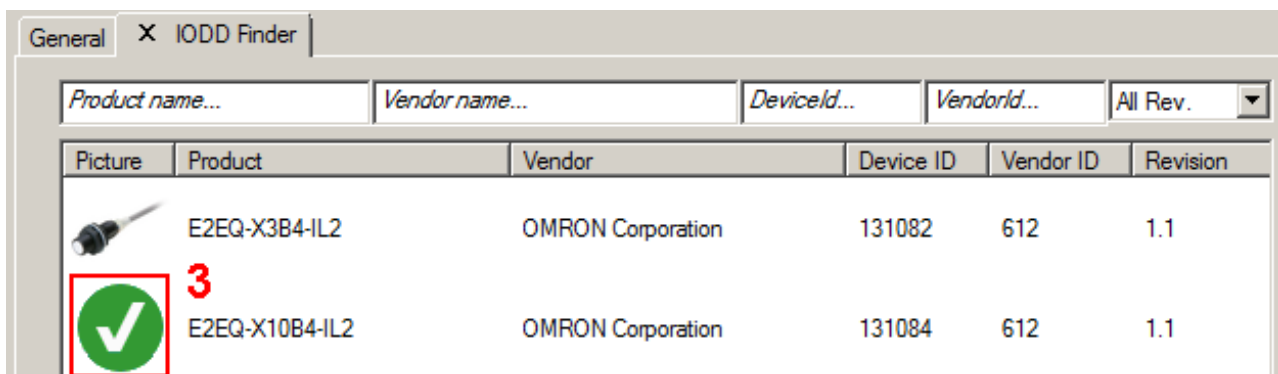 General X IODD Finder
Product name... Vendor name... DeviceId... VendorId... All Rev.
Picture Product Vendor Device ID Vendor ID Revision
E2EQ-X3B4-IL2 OMRON Corporation 131082 612 1.1
3
E2EQ-X10B4-IL2 OMRON Corporation 131084 612 1.1